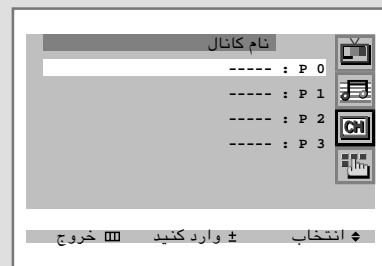 نام کانال
P 0 : -----
P 1 : -----
P 2 : -----
P 3 : -----
CH
انتخاب ± وارد کنید خروج